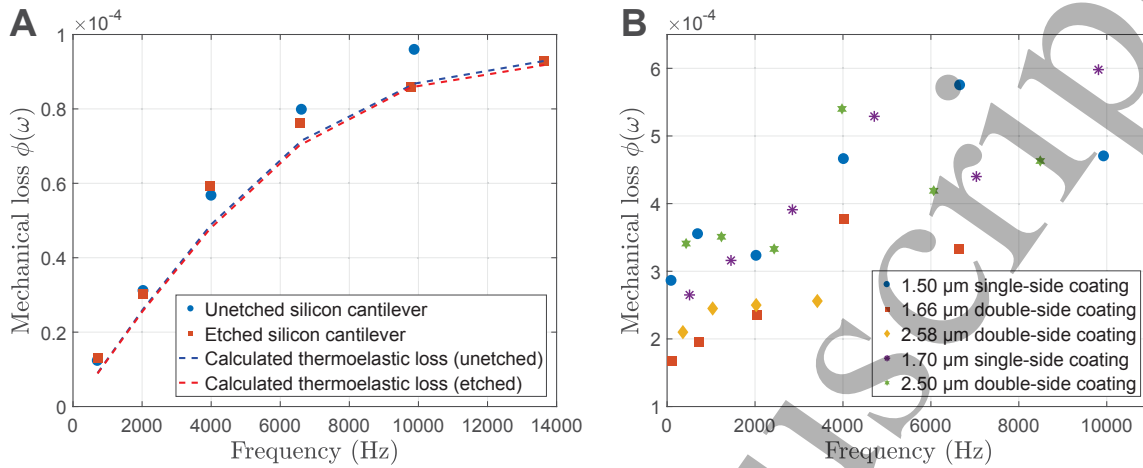 A
×10⁻⁴
Mechanical loss ϕ(ω)
1
0.8
0.6
0.4
0.2
0
0 2000 4000 6000 8000 10000 12000 14000
Frequency (Hz)
Unetched silicon cantilever
Etched silicon cantilever
Calculated thermoelastic loss (unetched)
Calculated thermoelastic loss (etched)
B
×10⁻⁴
Mechanical loss ϕ(ω)
6
5
4
3
2
1
0 2000 4000 6000 8000 10000
Frequency (Hz)
1.50 μm single-side coating
1.66 μm double-side coating
2.58 μm double-side coating
1.70 μm single-side coating
2.50 μm double-side coating
scrip